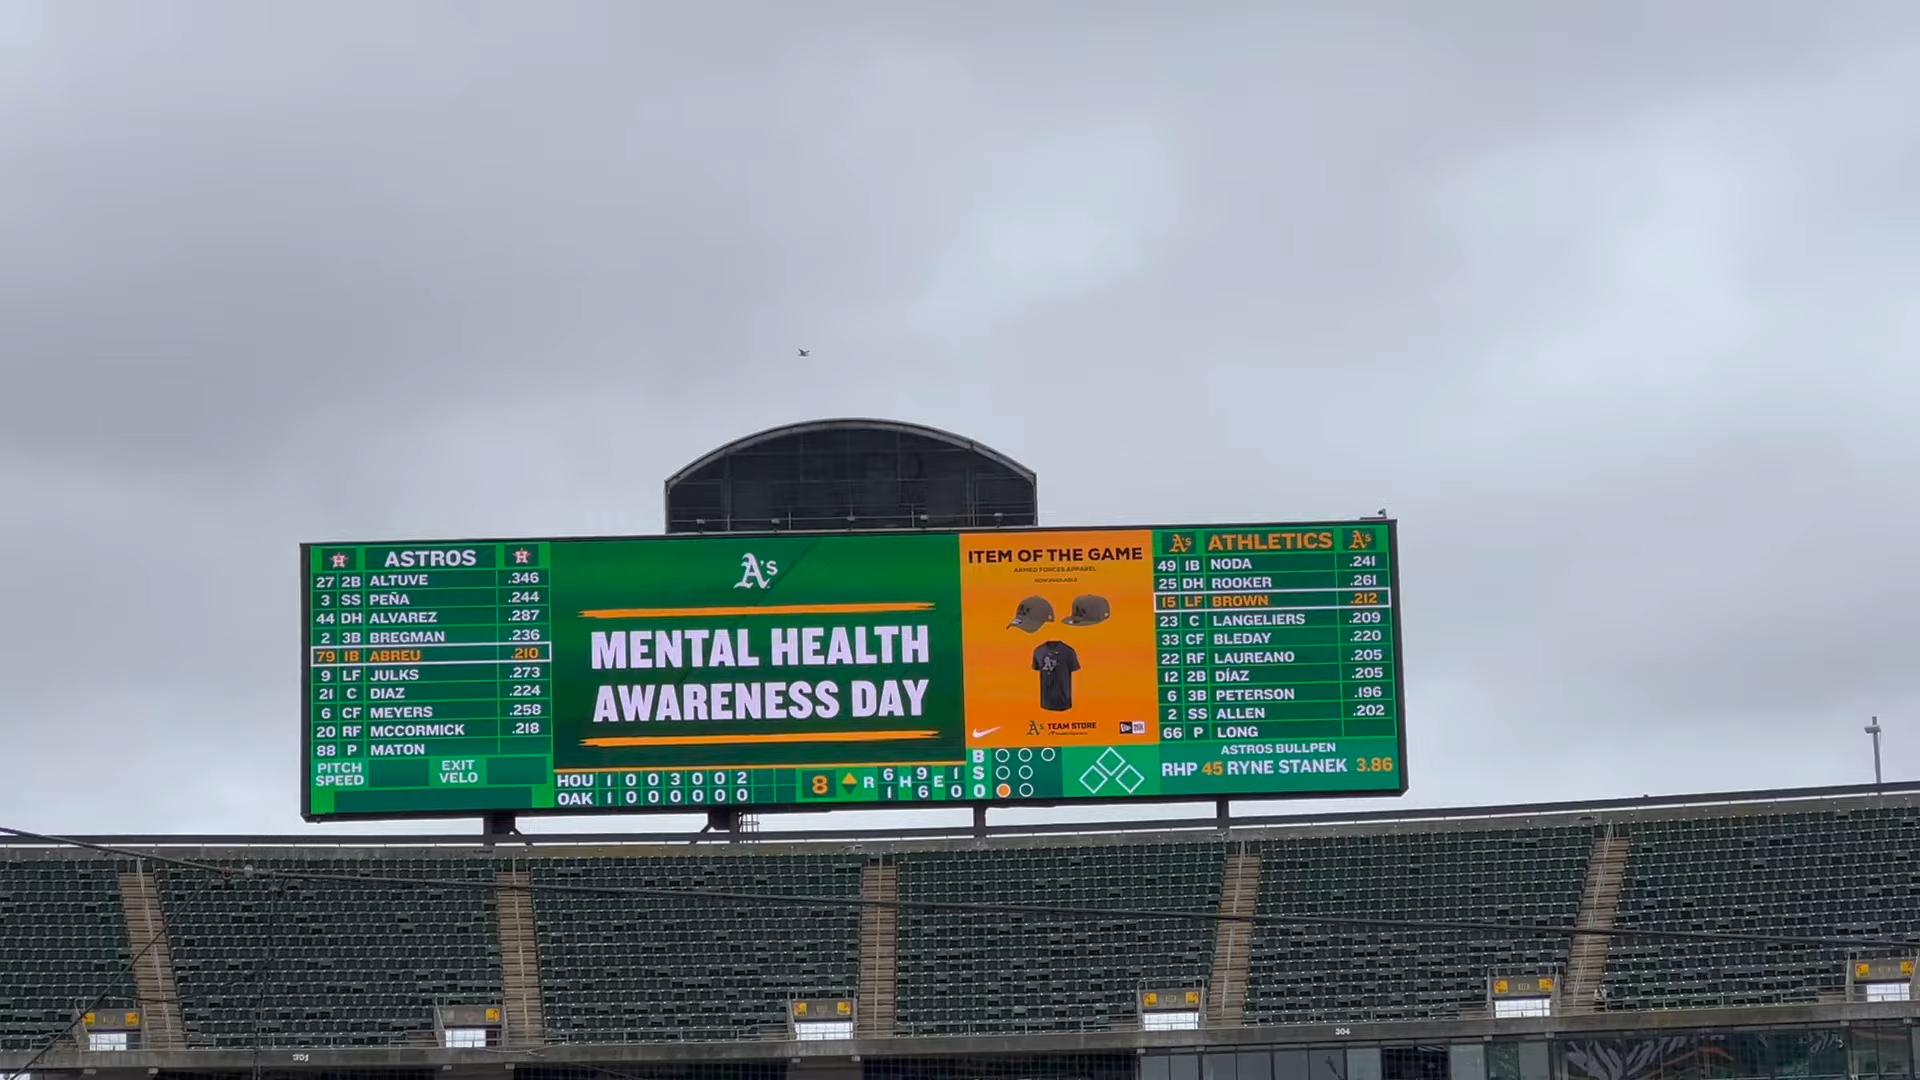 ASTROS
27 2B ALTUVE .346
3 SS PEÑA .244
44 DH ALVAREZ .287
2 3B BREGMAN .236
79 1B ABREU .210
9 LF JULKS .273
21 C DIAZ .224
6 CF MEYERS .258
20 RF MCCORMICK .218
88 P MATON
PITCH SPEED
EXIT VELO
A's
MENTAL HEALTH
AWARENESS DAY
HOU 1 0 0 3 0 0 2
OAK 1 0 0 0 0 0 0
8
R 6 H 9 E 1
1 6 0
B
S
O
ITEM OF THE GAME
ARMED FORCES APPAREL
NOW AVAILABLE
A's TEAM STORE
A's ATHLETICS A's
49 1B NODA .241
25 DH ROOKER .261
15 LF BROWN .212
23 C LANGELIERS .209
33 CF BLEDAY .220
22 RF LAUREANO .205
12 2B DÍAZ .205
6 3B PETERSON .196
2 SS ALLEN .202
66 P LONG
ASTROS BULLPEN
RHP 45 RYNE STANEK 3.86
301
304